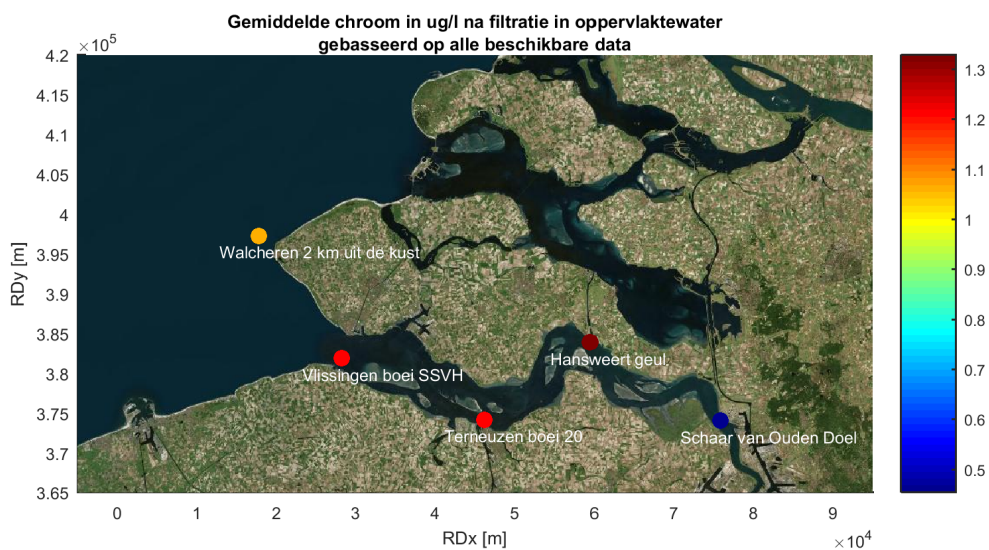 Gemiddelde chroom in ug/l na filtratie in oppervlaktewater
gebasseerd op alle beschikbare data
×10⁵
4.2
4.15
4.1
4.05
4
3.95
3.9
3.85
3.8
3.75
3.7
3.65
RDy [m]
Walcheren 2 km uit de kust
Vlissingen boei SSVH
Terneuzen boei 20
Hansweert geul.
Schaar van Ouden Doel
0 1 2 3 4 5 6 7 8 9
RDx [m]
×10⁴
1.3
1.2
1.1
1
0.9
0.8
0.7
0.6
0.5